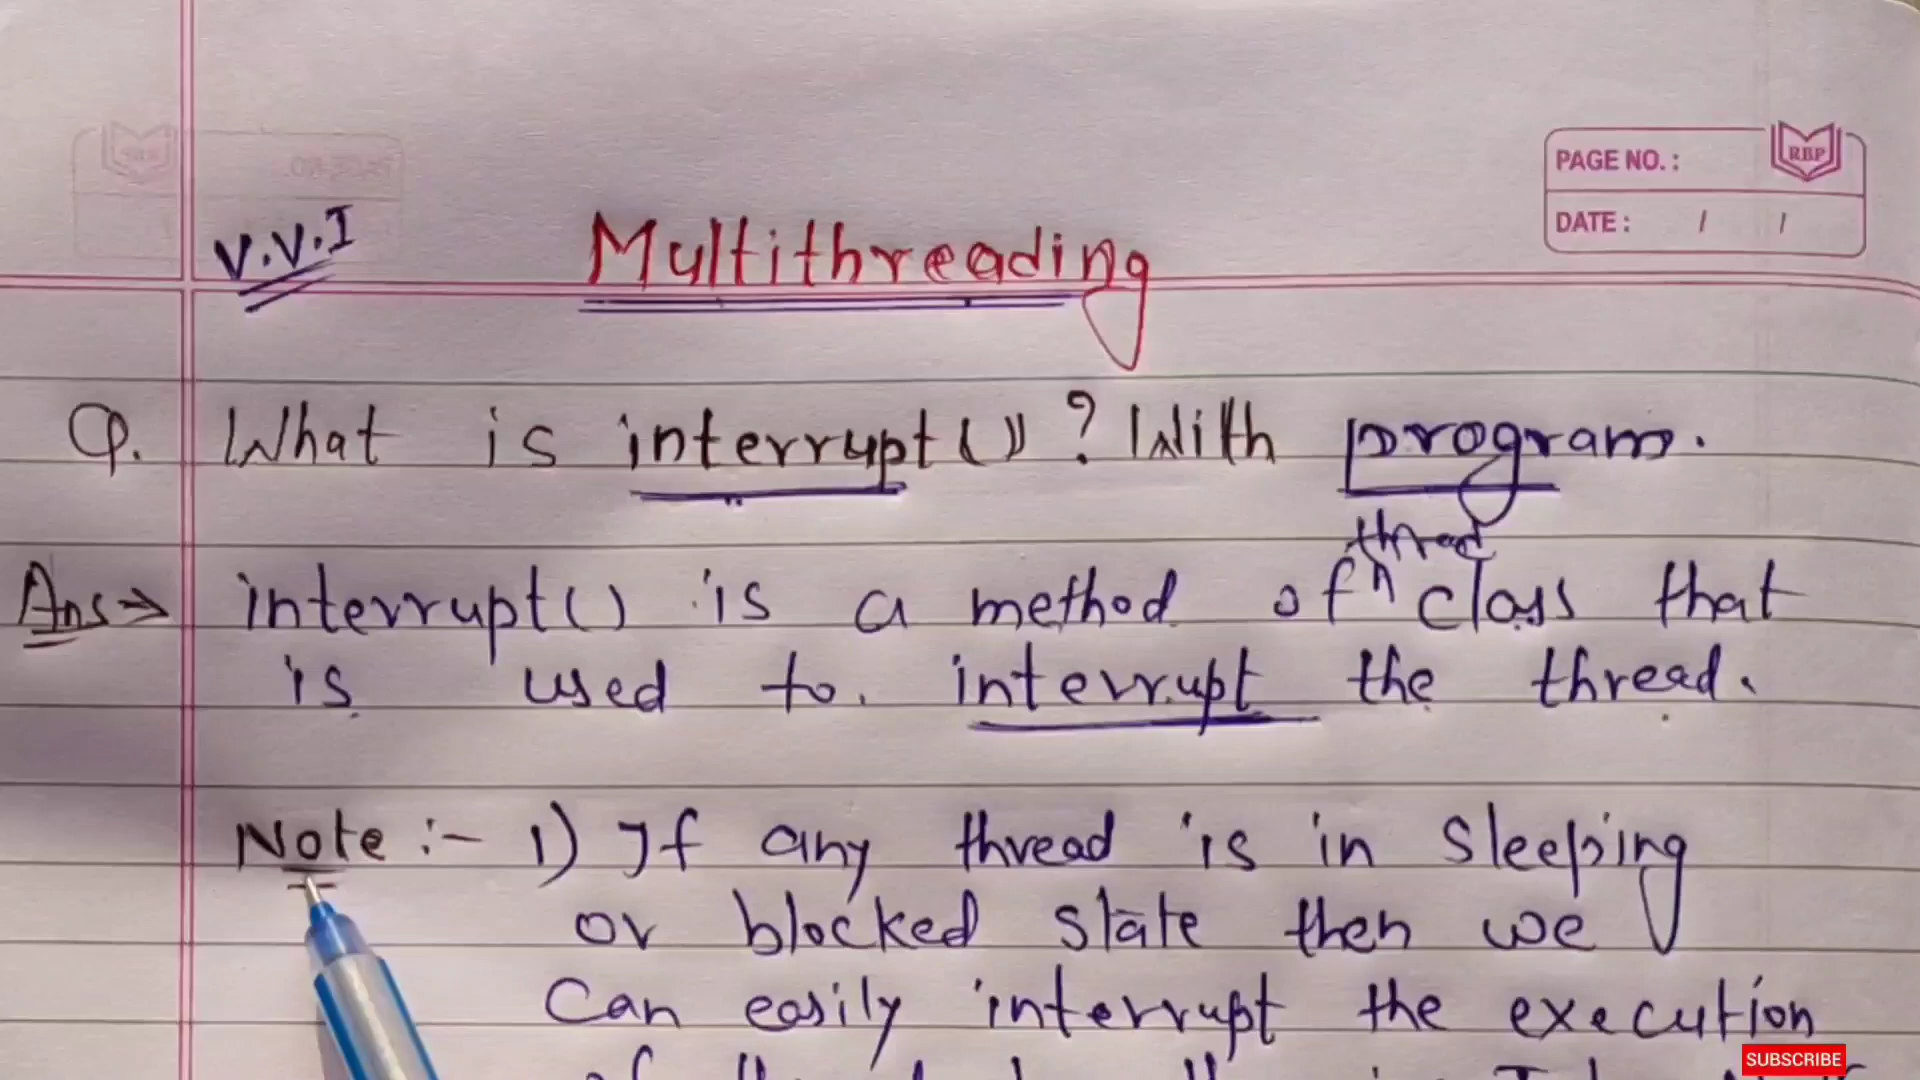 PAGE NO. :
RBP
DATE : / /
V.V.I
Multithreading
Q. What is interrupt()? With program.
thread
Ans→ interrupt() is a method of ^ class that
is used to interrupt the thread.
Note :- 1) If any thread is in sleeping
or blocked state then we
Can easily interrupt the execution
SUBSCRIBE